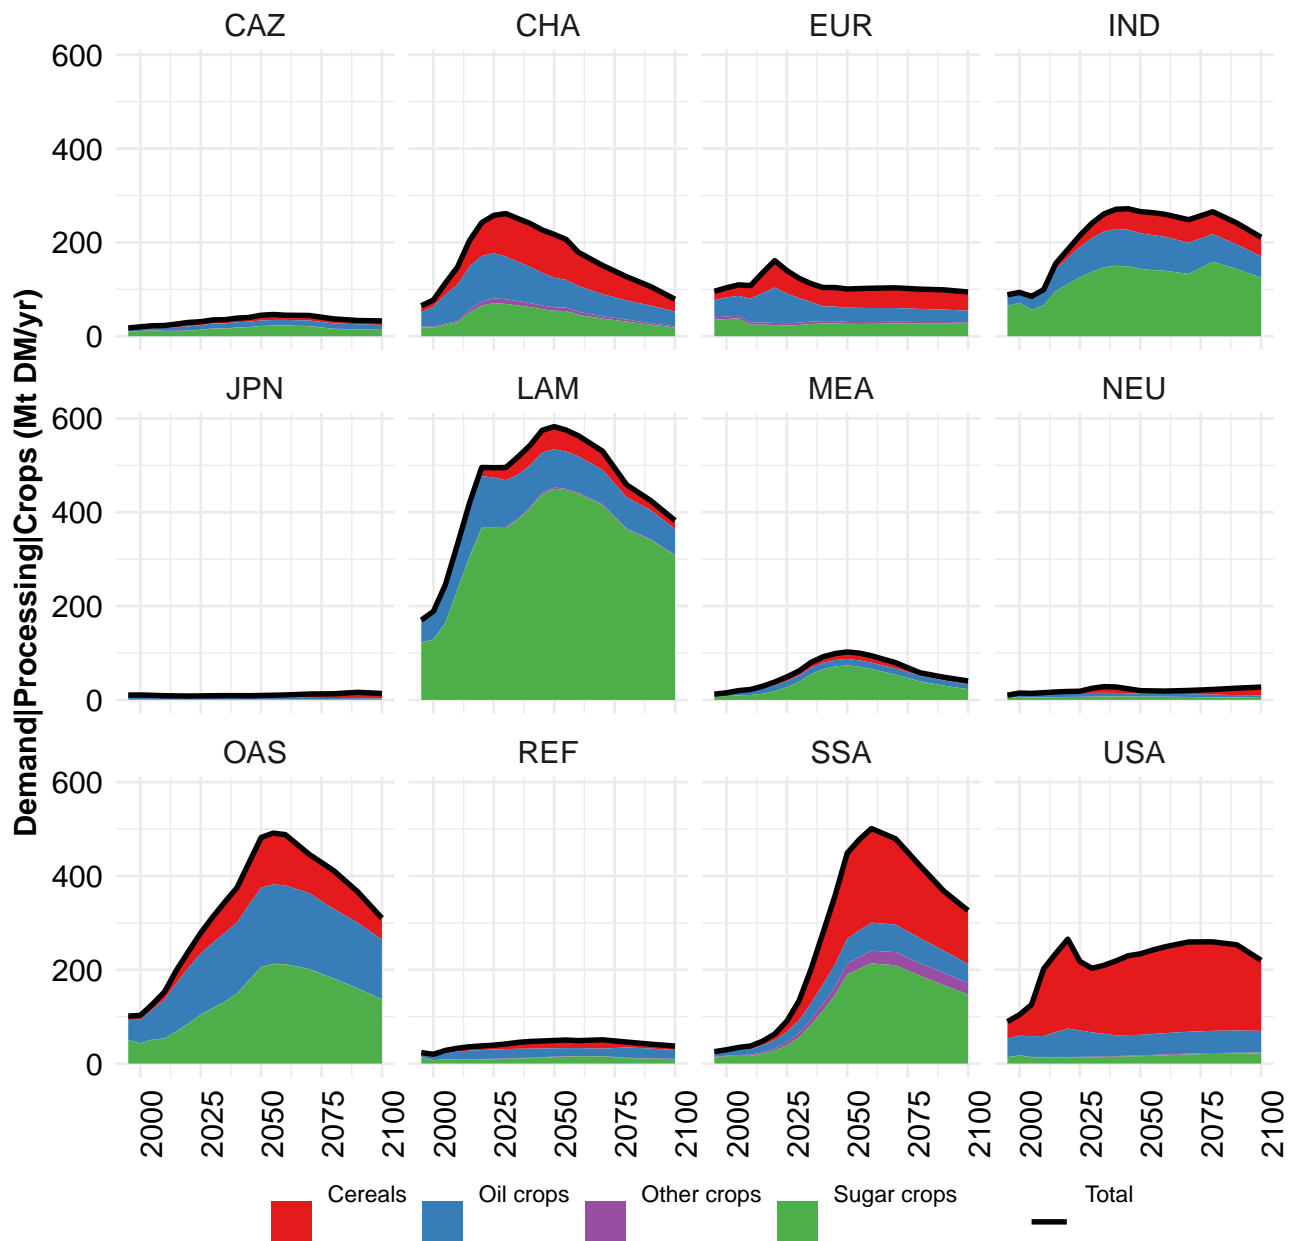 CAZ CHA EUR IND
600
400
200
0
JPN LAM MEA NEU
600
400
200
0
OAS REF SSA USA
600
400
200
0
Demand|Processing|Crops (Mt DM/yr)
2000 2025 2050 2075 2100 2000 2025 2050 2075 2100 2000 2025 2050 2075 2100 2000 2025 2050 2075 2100
Cereals Oil crops Other crops Sugar crops Total